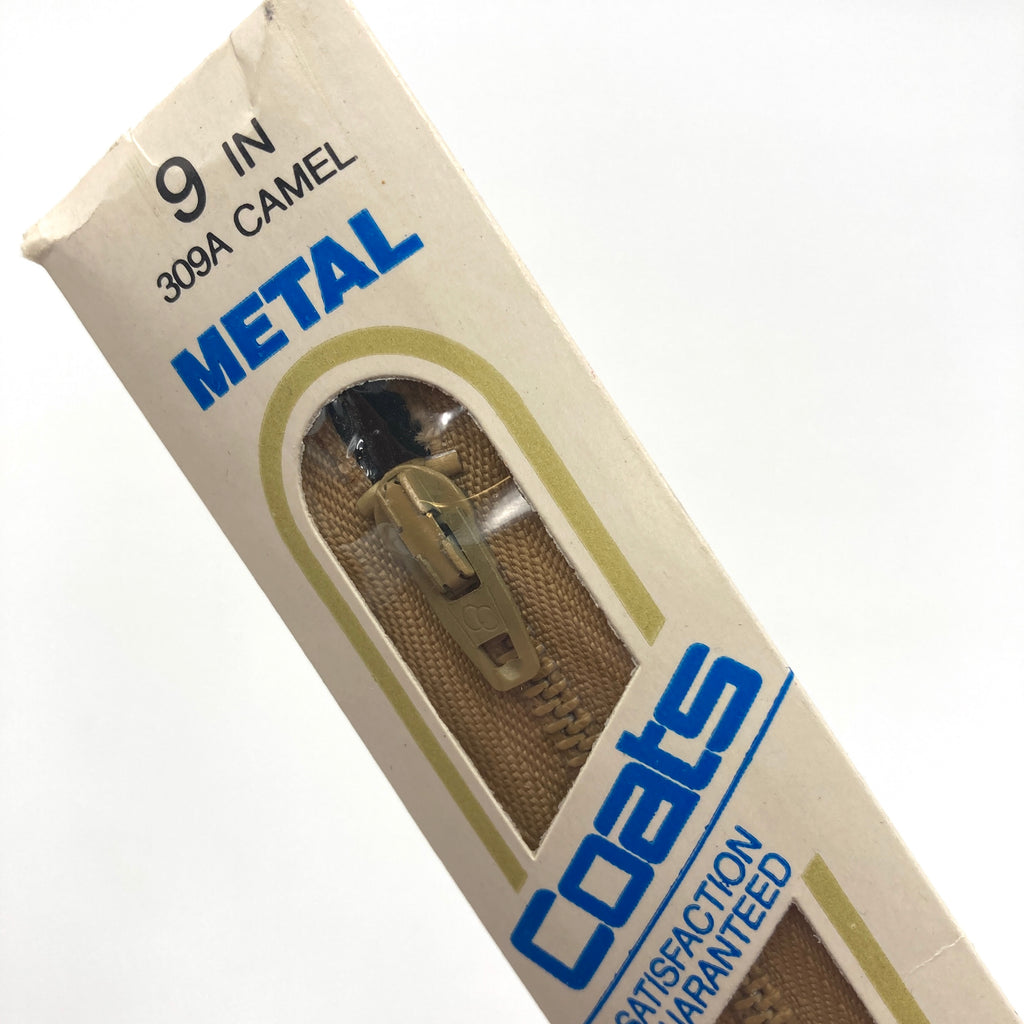 9 IN
309A CAMEL
METAL
Coats
SATISFACTION
GUARANTEED